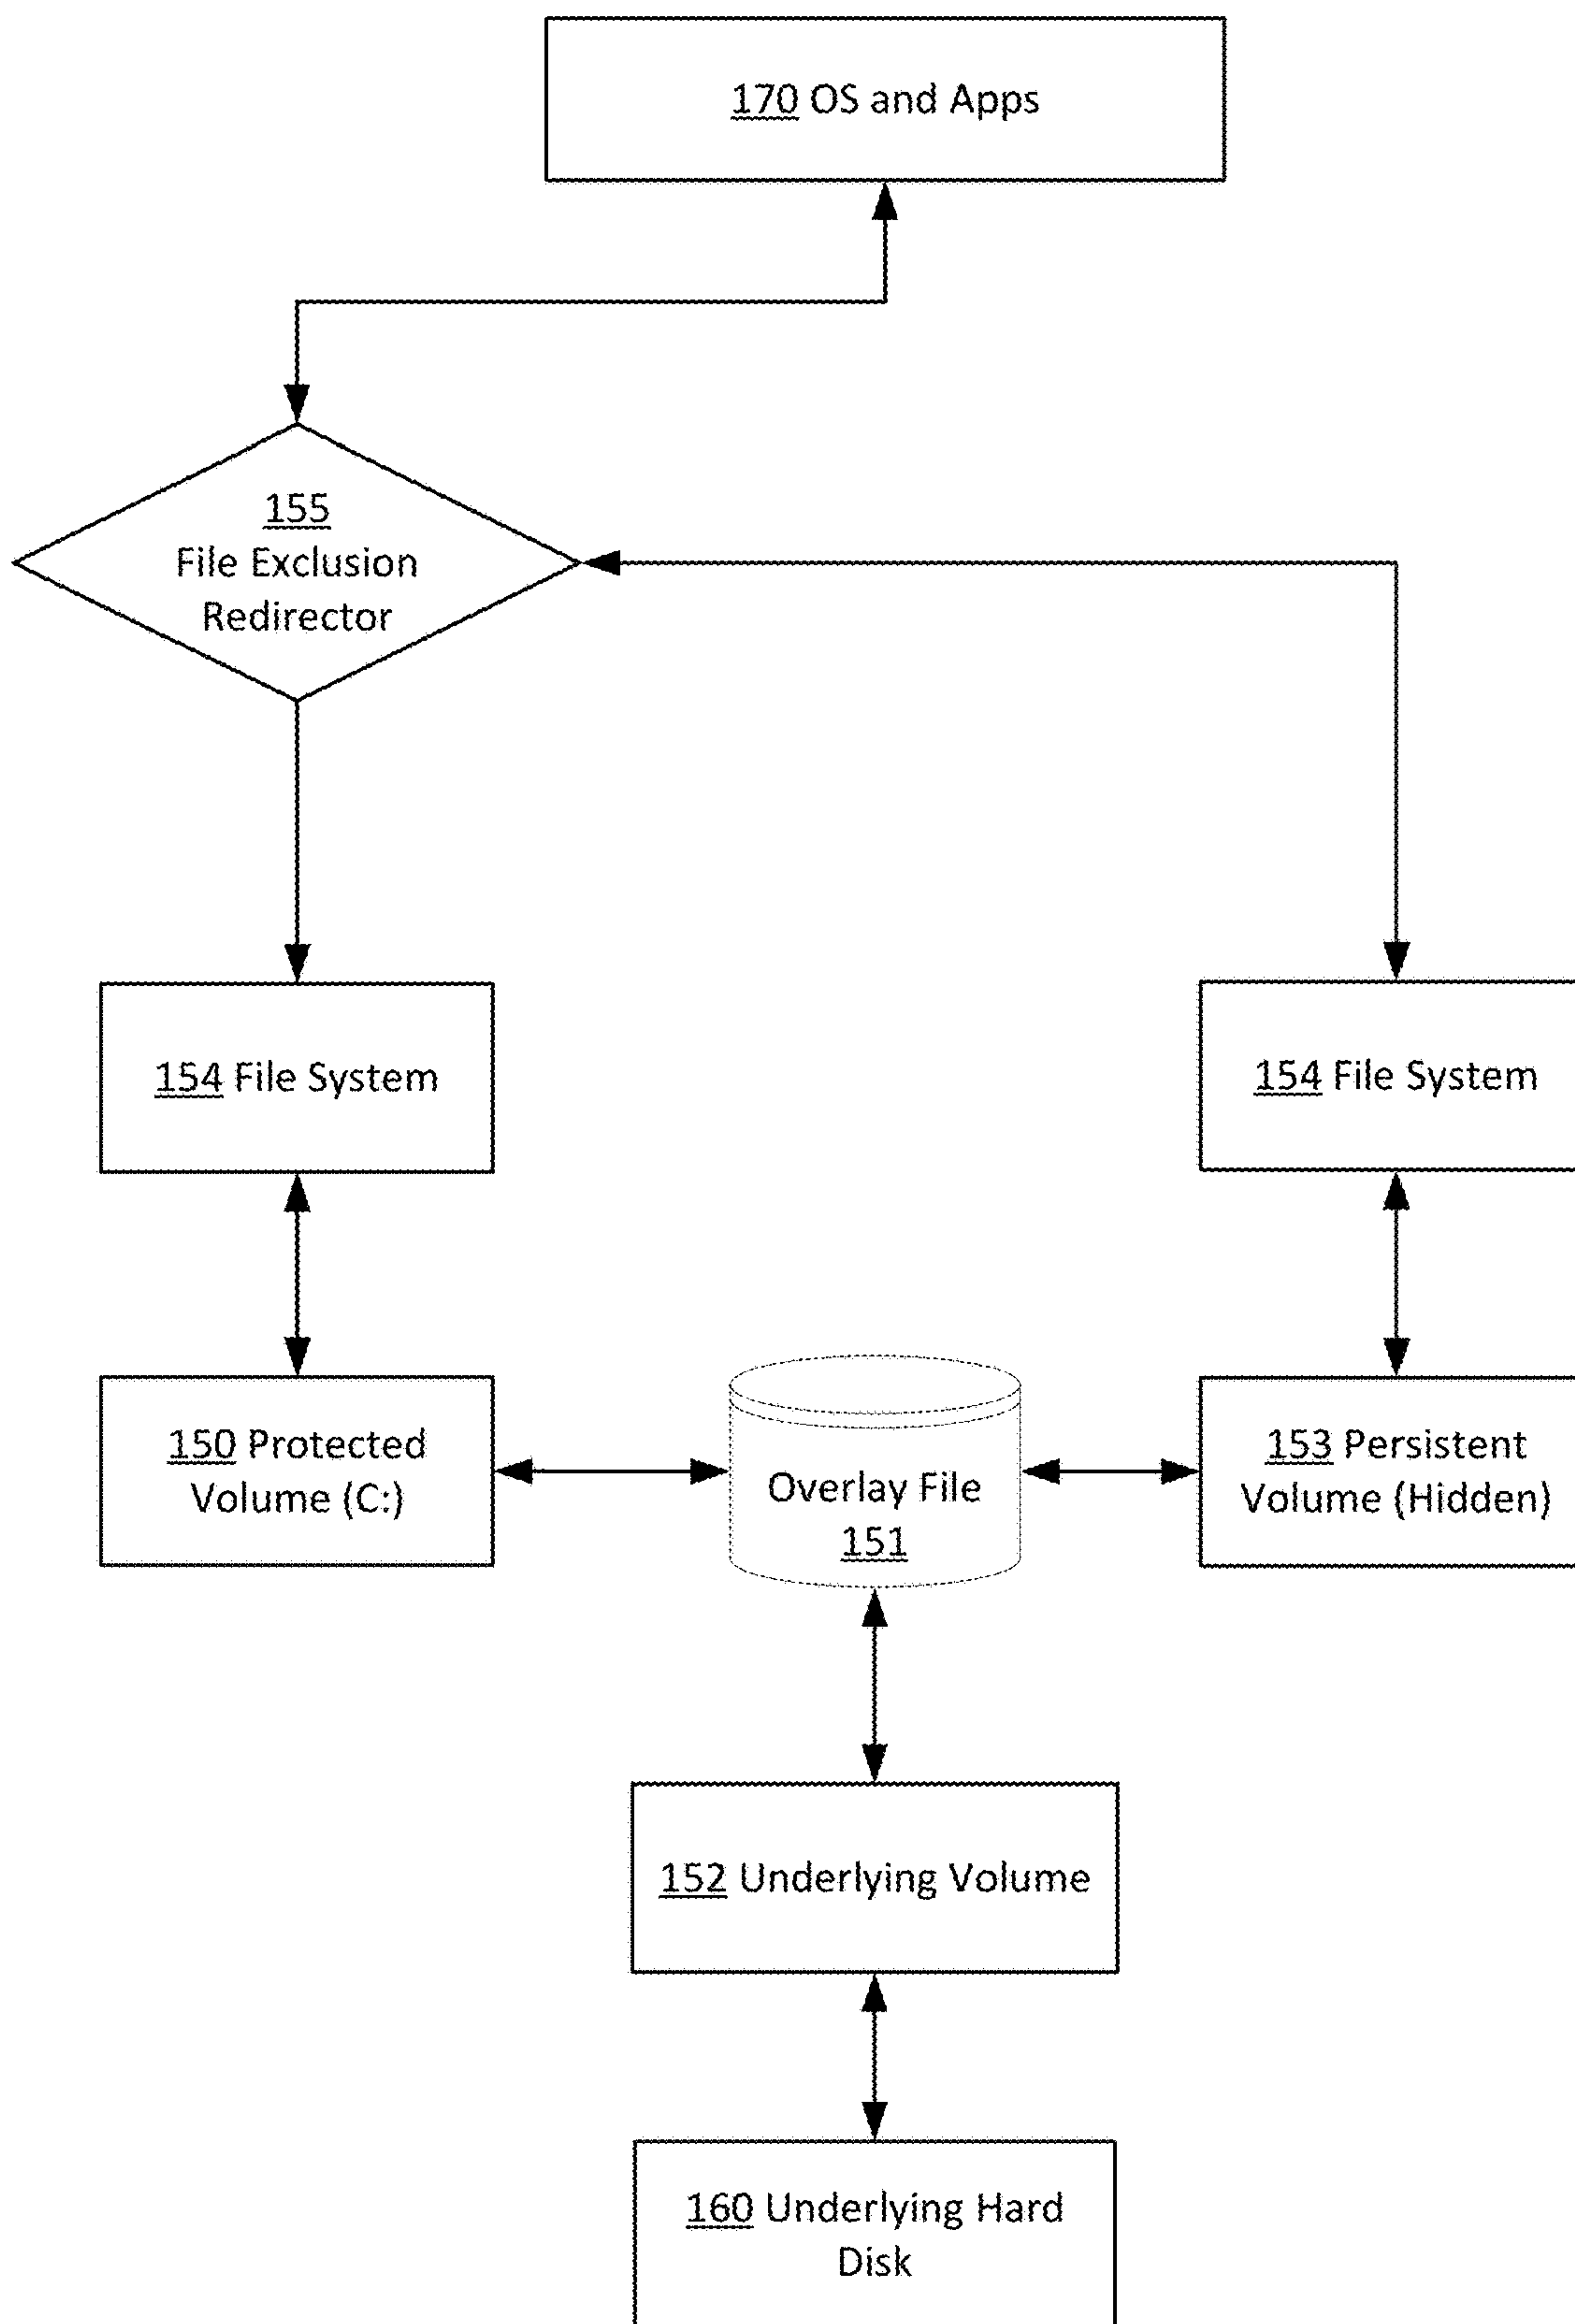 170 OS and Apps
155
File Exclusion
Redirector
154 File System
154 File System
150 Protected
Volume (C:)
Overlay File
151
153 Persistent
Volume (Hidden)
152 Underlying Volume
160 Underlying Hard
Disk